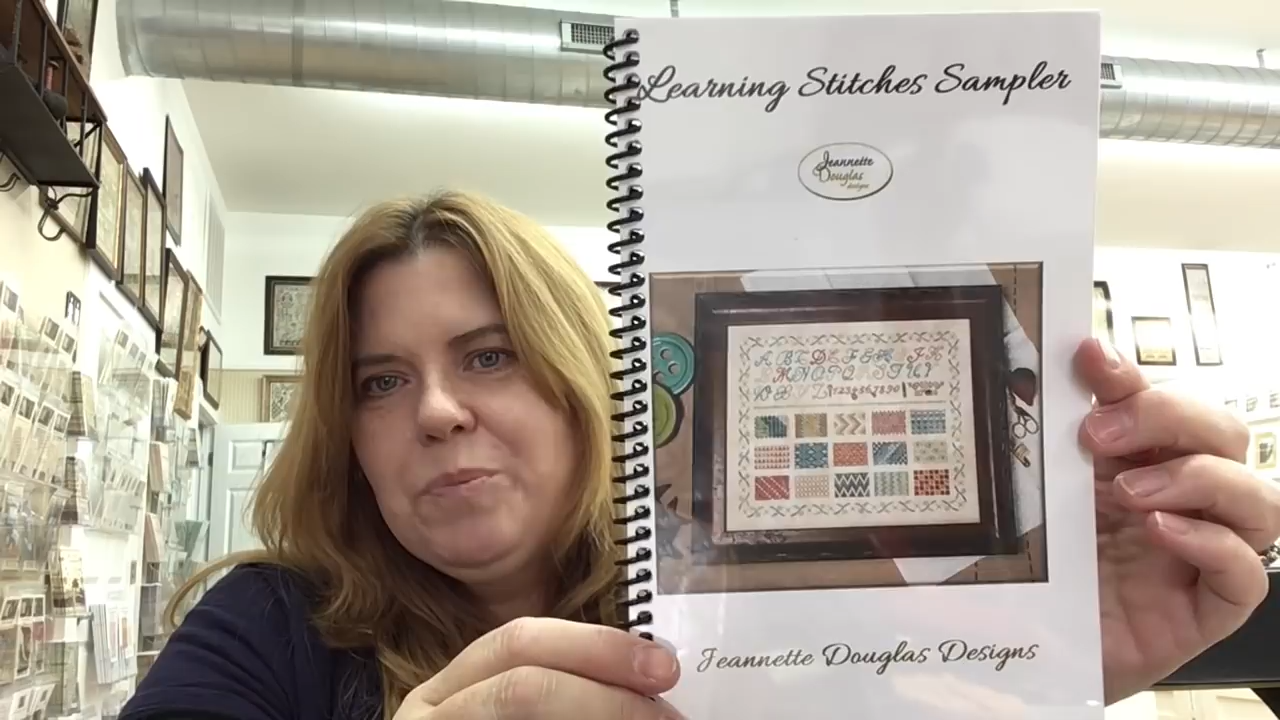 Learning Stitches Sampler
Jeannette
Douglas
designs
Jeannette Douglas Designs